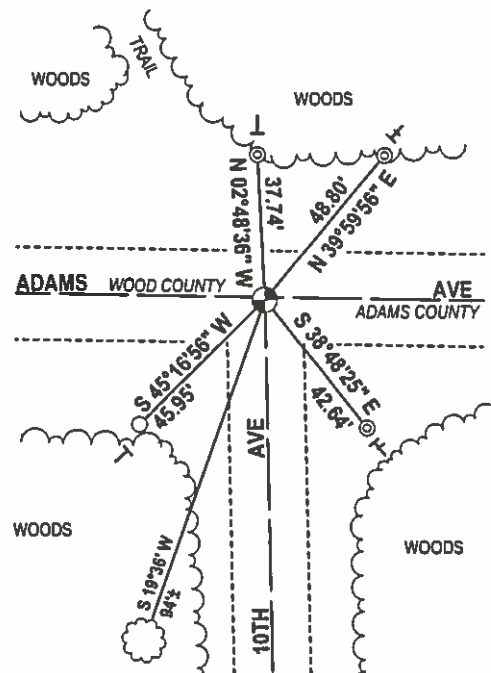 WOODS
TRAIL
WOODS
N 02°48'36" W
37.74'
48.80'
N 39°59'56" E
ADAMS
WOOD COUNTY
AVE
ADAMS COUNTY
S 45°16'56" W
45.95'
S 38°48'25" E
42.64'
AVE
WOODS
WOODS
S 19°36' W
94'±
10TH